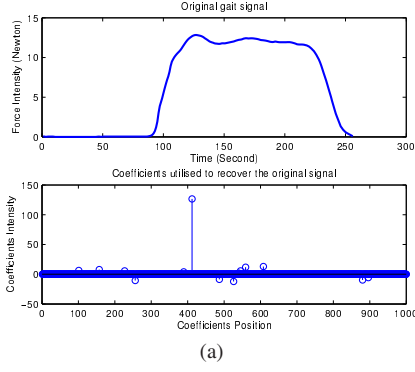 Original gait signal
Force Intensity (Newton)
15
10
5
0
0 50 100 150 200 250 300
Time (Second)
Coefficients utilised to recover the original signal
Coefficients Intensity
150
100
50
0
−50
0 100 200 300 400 500 600 700 800 900 1000
Coefficients Position
(a)